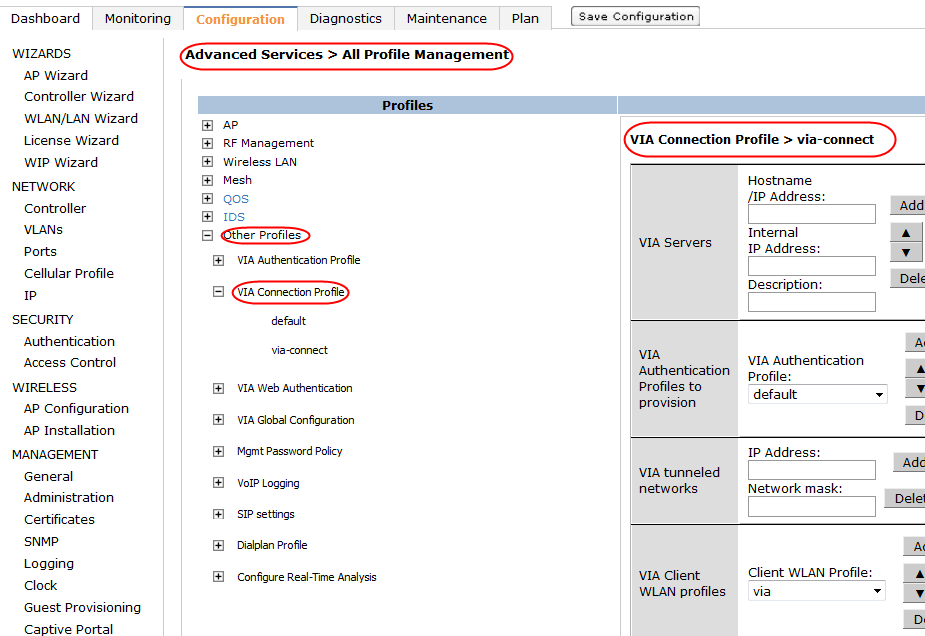 Dashboard Monitoring Configuration Diagnostics Maintenance Plan Save Configuration
WIZARDS
AP Wizard
Controller Wizard
WLAN/LAN Wizard
License Wizard
WIP Wizard
NETWORK
Controller
VLANs
Ports
Cellular Profile
IP
SECURITY
Authentication
Access Control
WIRELESS
AP Configuration
AP Installation
MANAGEMENT
General
Administration
Certificates
SNMP
Logging
Clock
Guest Provisioning
Captive Portal
Advanced Services > All Profile Management
Profiles
AP
RF Management
Wireless LAN
Mesh
QOS
IDS
Other Profiles
VIA Authentication Profile
VIA Connection Profile
default
via-connect
VIA Web Authentication
VIA Global Configuration
Mgmt Password Policy
VoIP Logging
SIP settings
Dialplan Profile
Configure Real-Time Analysis
VIA Connection Profile > via-connect
VIA Servers
Hostname
/IP Address:
Add
Internal
IP Address:
Dele
Description:
VIA
Authentication
Profiles to
provision
VIA Authentication
Profile:
default
A
D
VIA tunneled
networks
IP Address:
Add
Network mask:
Delet
VIA Client
WLAN profiles
Client WLAN Profile:
via
A
D